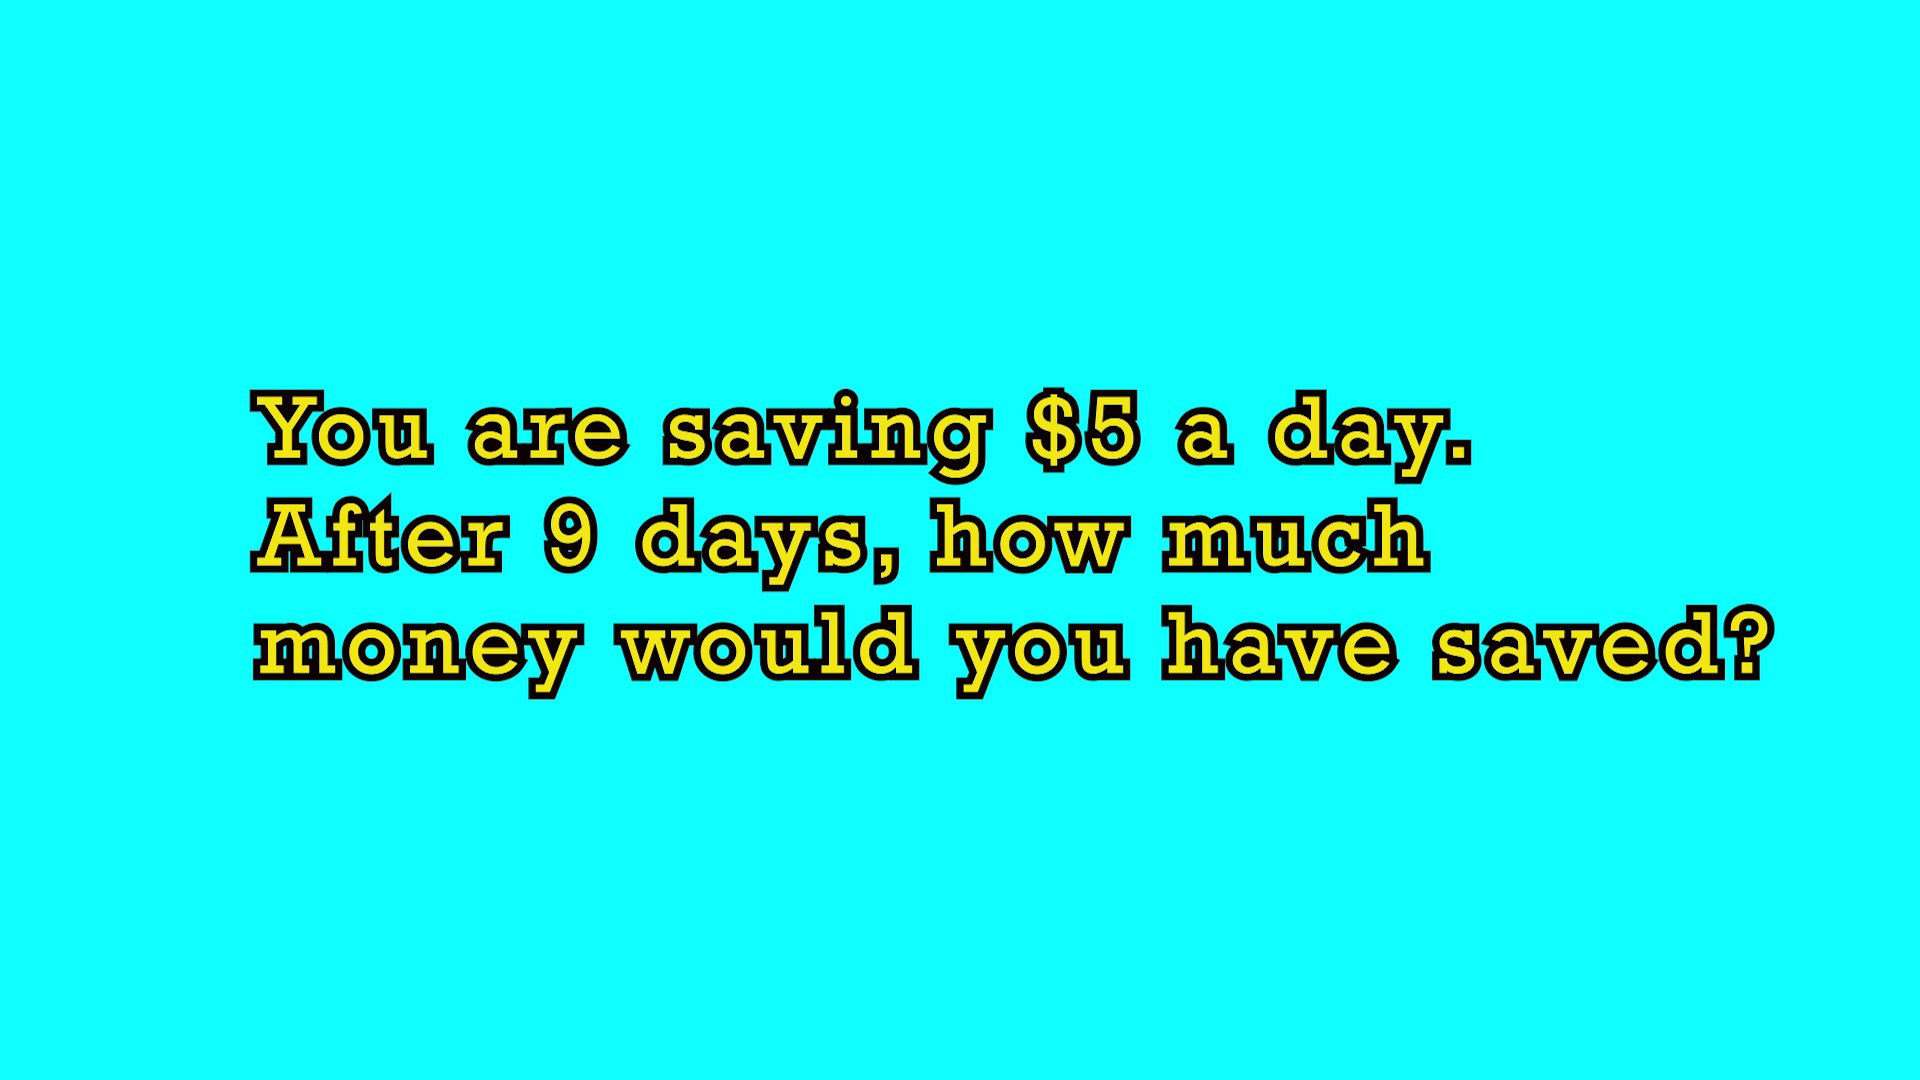 You are saving $5 a day.
After 9 days, how much
money would you have saved?